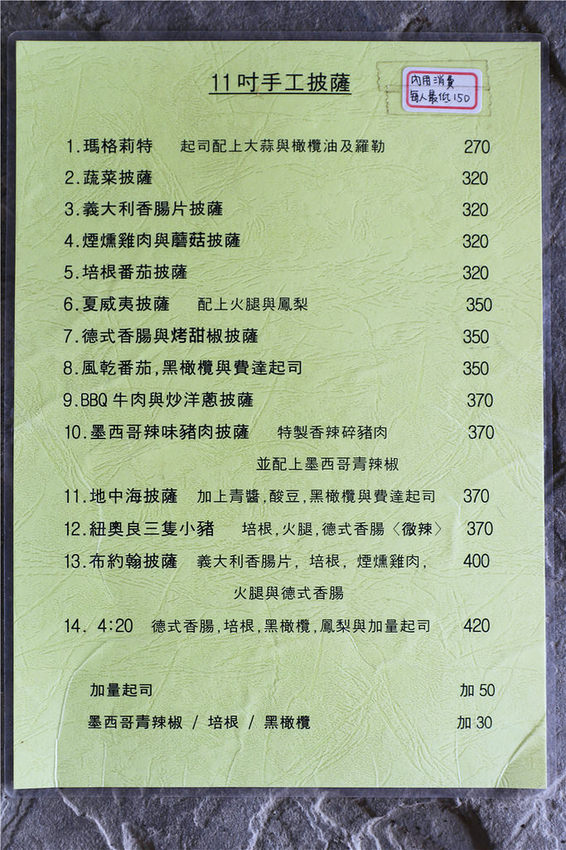 11吋手工披薩
內用消費
每人最低150
1.瑪格莉特 起司配上大蒜與橄欖油及羅勒 270
2.蔬菜披薩 320
3.義大利香腸片披薩 320
4.煙燻雞肉與蘑菇披薩 320
5.培根番茄披薩 320
6.夏威夷披薩 配上火腿與鳳梨 350
7.德式香腸與烤甜椒披薩 350
8.風乾番茄,黑橄欖與費達起司 350
9.BBQ 牛肉與炒洋蔥披薩 370
10.墨西哥辣味豬肉披薩 特製香辣碎豬肉 370
並配上墨西哥青辣椒
11.地中海披薩 加上青醬,酸豆,黑橄欖與費達起司 370
12.紐奧良三隻小豬 培根,火腿,德式香腸〈微辣〉 370
13.布約翰披薩 義大利香腸片, 培根, 煙燻雞肉, 400
火腿與德式香腸
14. 4:20 德式香腸,培根,黑橄欖,鳳梨與加量起司 420
加量起司 加50
墨西哥青辣椒 / 培根 / 黑橄欖 加30